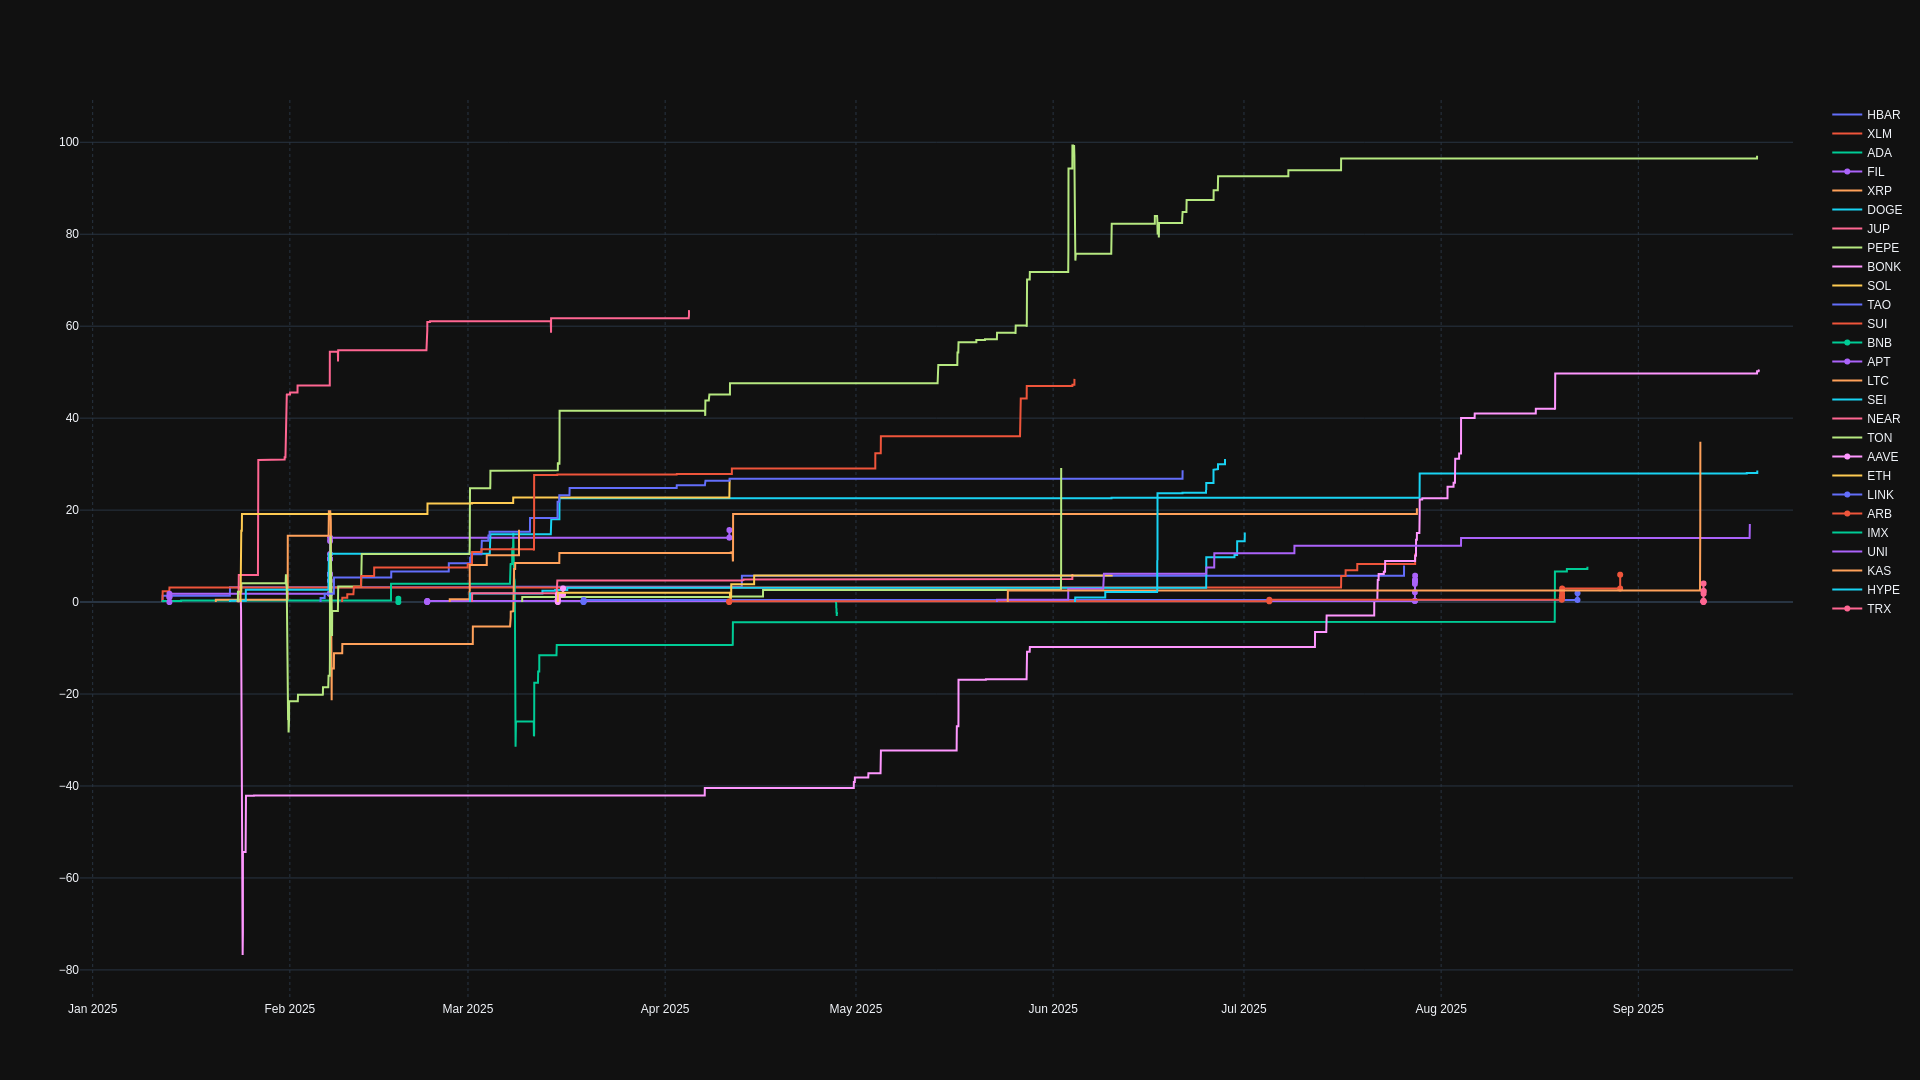 100
80
60
40
20
0
−20
−40
−60
−80
Jan 2025
Feb 2025
Mar 2025
Apr 2025
May 2025
Jun 2025
Jul 2025
Aug 2025
Sep 2025
HBAR
XLM
ADA
FIL
XRP
DOGE
JUP
PEPE
BONK
SOL
TAO
SUI
BNB
APT
LTC
SEI
NEAR
TON
AAVE
ETH
LINK
ARB
IMX
UNI
KAS
HYPE
TRX